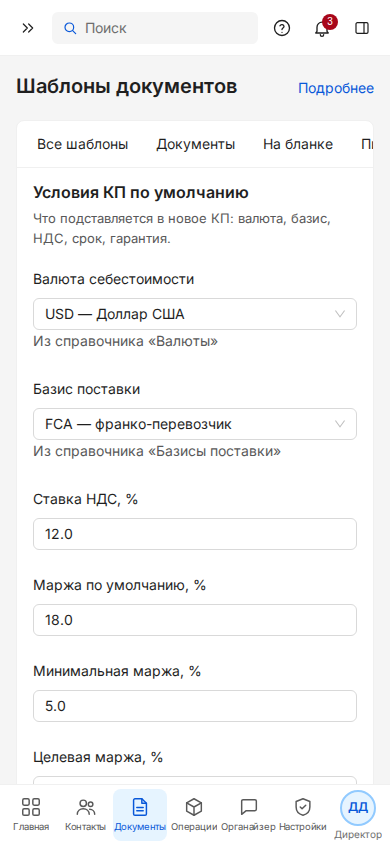 Поиск
3
Шаблоны документов
Подробнее
Все шаблоны
Документы
На бланке
Условия КП по умолчанию
Что подставляется в новое КП: валюта, базис,
НДС, срок, гарантия.
Валюта себестоимости
USD — Доллар США
Из справочника «Валюты»
Базис поставки
FCA — франко-перевозчик
Из справочника «Базисы поставки»
Ставка НДС, %
12.0
Маржа по умолчанию, %
18.0
Минимальная маржа, %
5.0
Целевая маржа, %
Главная
Контакты
Документы
Операции
Органайзер
Настройки
ДД
Директор